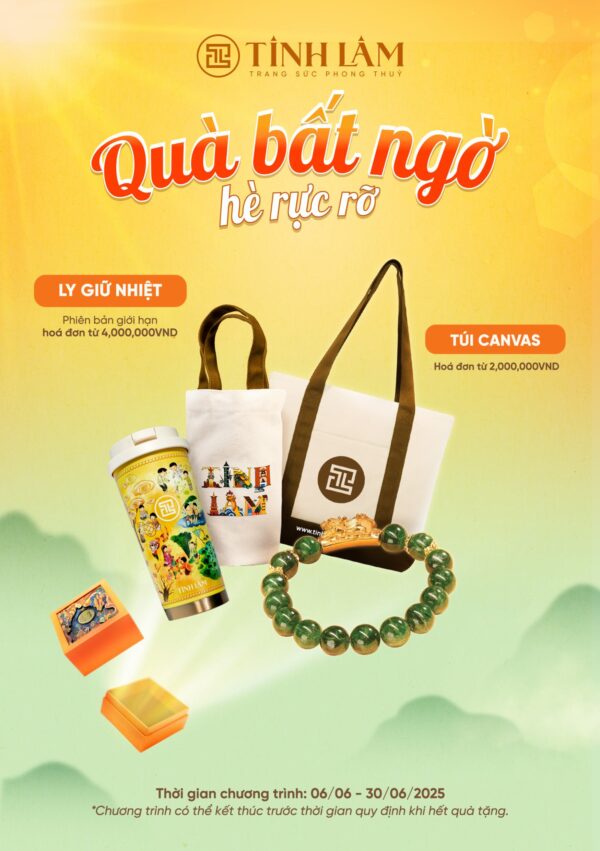 TỊNH LÂM
TRANG SỨC PHONG THUỶ
Quà bất ngờ
hè rực rỡ
LY GIỮ NHIỆT
Phiên bản giới hạn
hoá đơn từ 4,000,000VND
TÚI CANVAS
Hoá đơn từ 2,000,000VND
TỊNH
LÂM
TỊNH LÂM
Thời gian chương trình: 06/06 - 30/06/2025
*Chương trình có thể kết thúc trước thời gian quy định khi hết quà tặng.